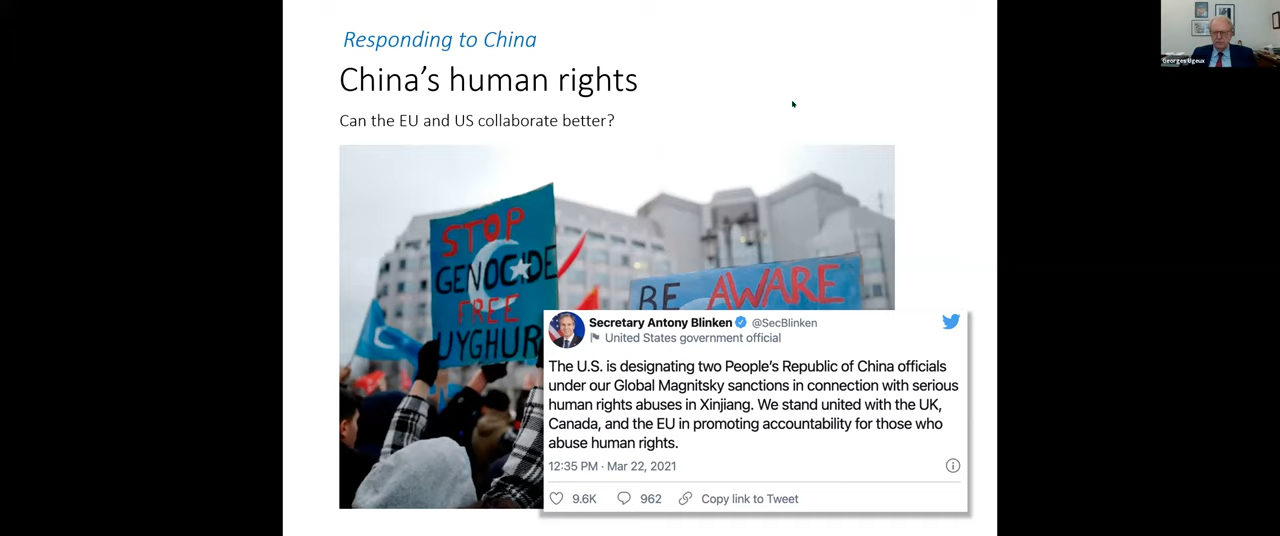 Responding to China
China's human rights
Can the EU and US collaborate better?
Georges Ugeux
STOP
GENOCIDE
FREE
UYGHUR
BE AWARE
Secretary Antony Blinken @SecBlinken
United States government official
The U.S. is designating two People's Republic of China officials
under our Global Magnitsky sanctions in connection with serious
human rights abuses in Xinjiang. We stand united with the UK,
Canada, and the EU in promoting accountability for those who
abuse human rights.
12:35 PM · Mar 22, 2021
9.6K 962 Copy link to Tweet